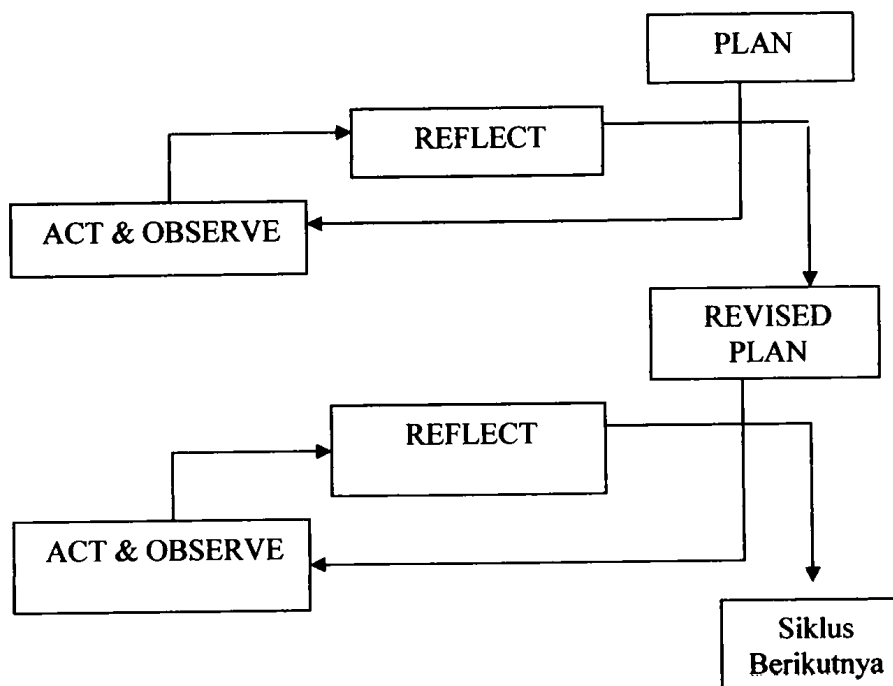 PLAN
REFLECT
ACT & OBSERVE
REVISED
PLAN
REFLECT
ACT & OBSERVE
Siklus
Berikutnya